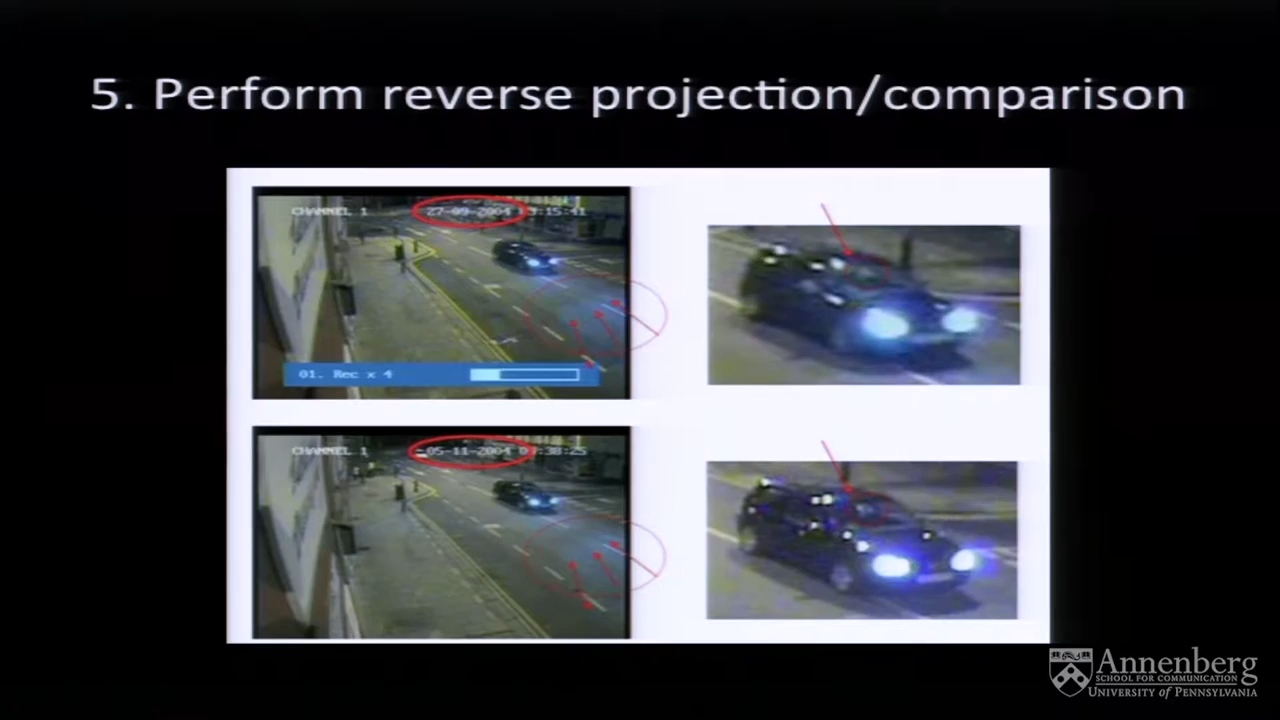 5. Perform reverse projection/comparison
CHANNEL 1 27-09-2004
01. Rec x 4
CHANNEL 1 05-11-2004
Annenberg
SCHOOL FOR COMMUNICATION
UNIVERSITY of PENNSYLVANIA